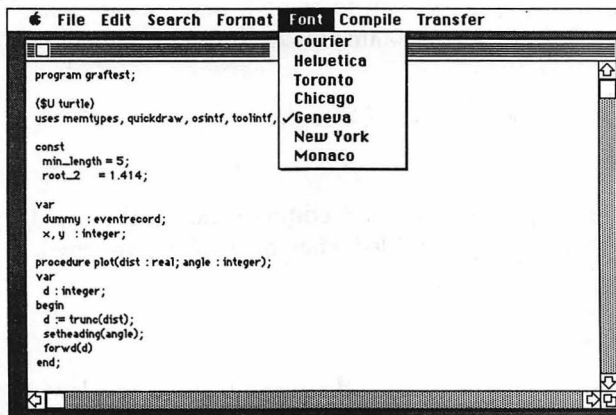 File Edit Search Format Font Compile Transfer
Courier
Helvetica
Toronto
Chicago
✓Geneva
New York
Monaco
program graftest;
{$U turtle}
uses memtypes, quickdraw, osintf, toolintf,
const
min_length = 5;
root_2 = 1.414;
var
dummy : eventrecord;
x, y : integer;
procedure plot(dist : real; angle : integer);
var
d : integer;
begin
d := trunc(dist);
setheading(angle);
forwd(d)
end;